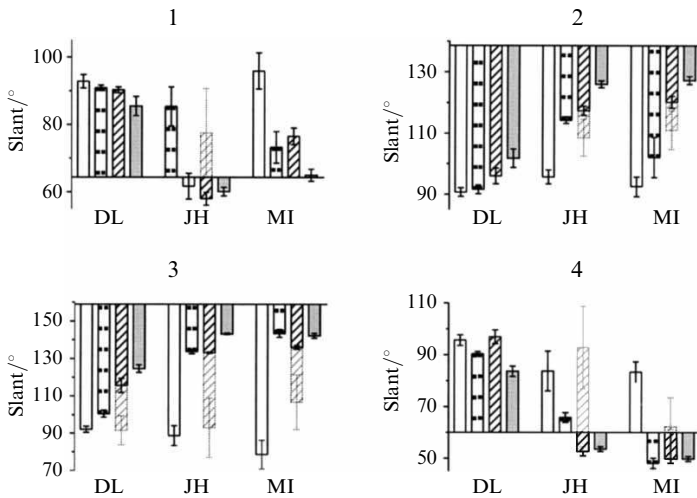 1
2
Slant/°
100
80
60
DL JH MI
Slant/°
130
110
90
DL JH MI
3
4
Slant/°
150
130
110
90
70
DL JH MI
Slant/°
110
90
70
50
DL JH MI